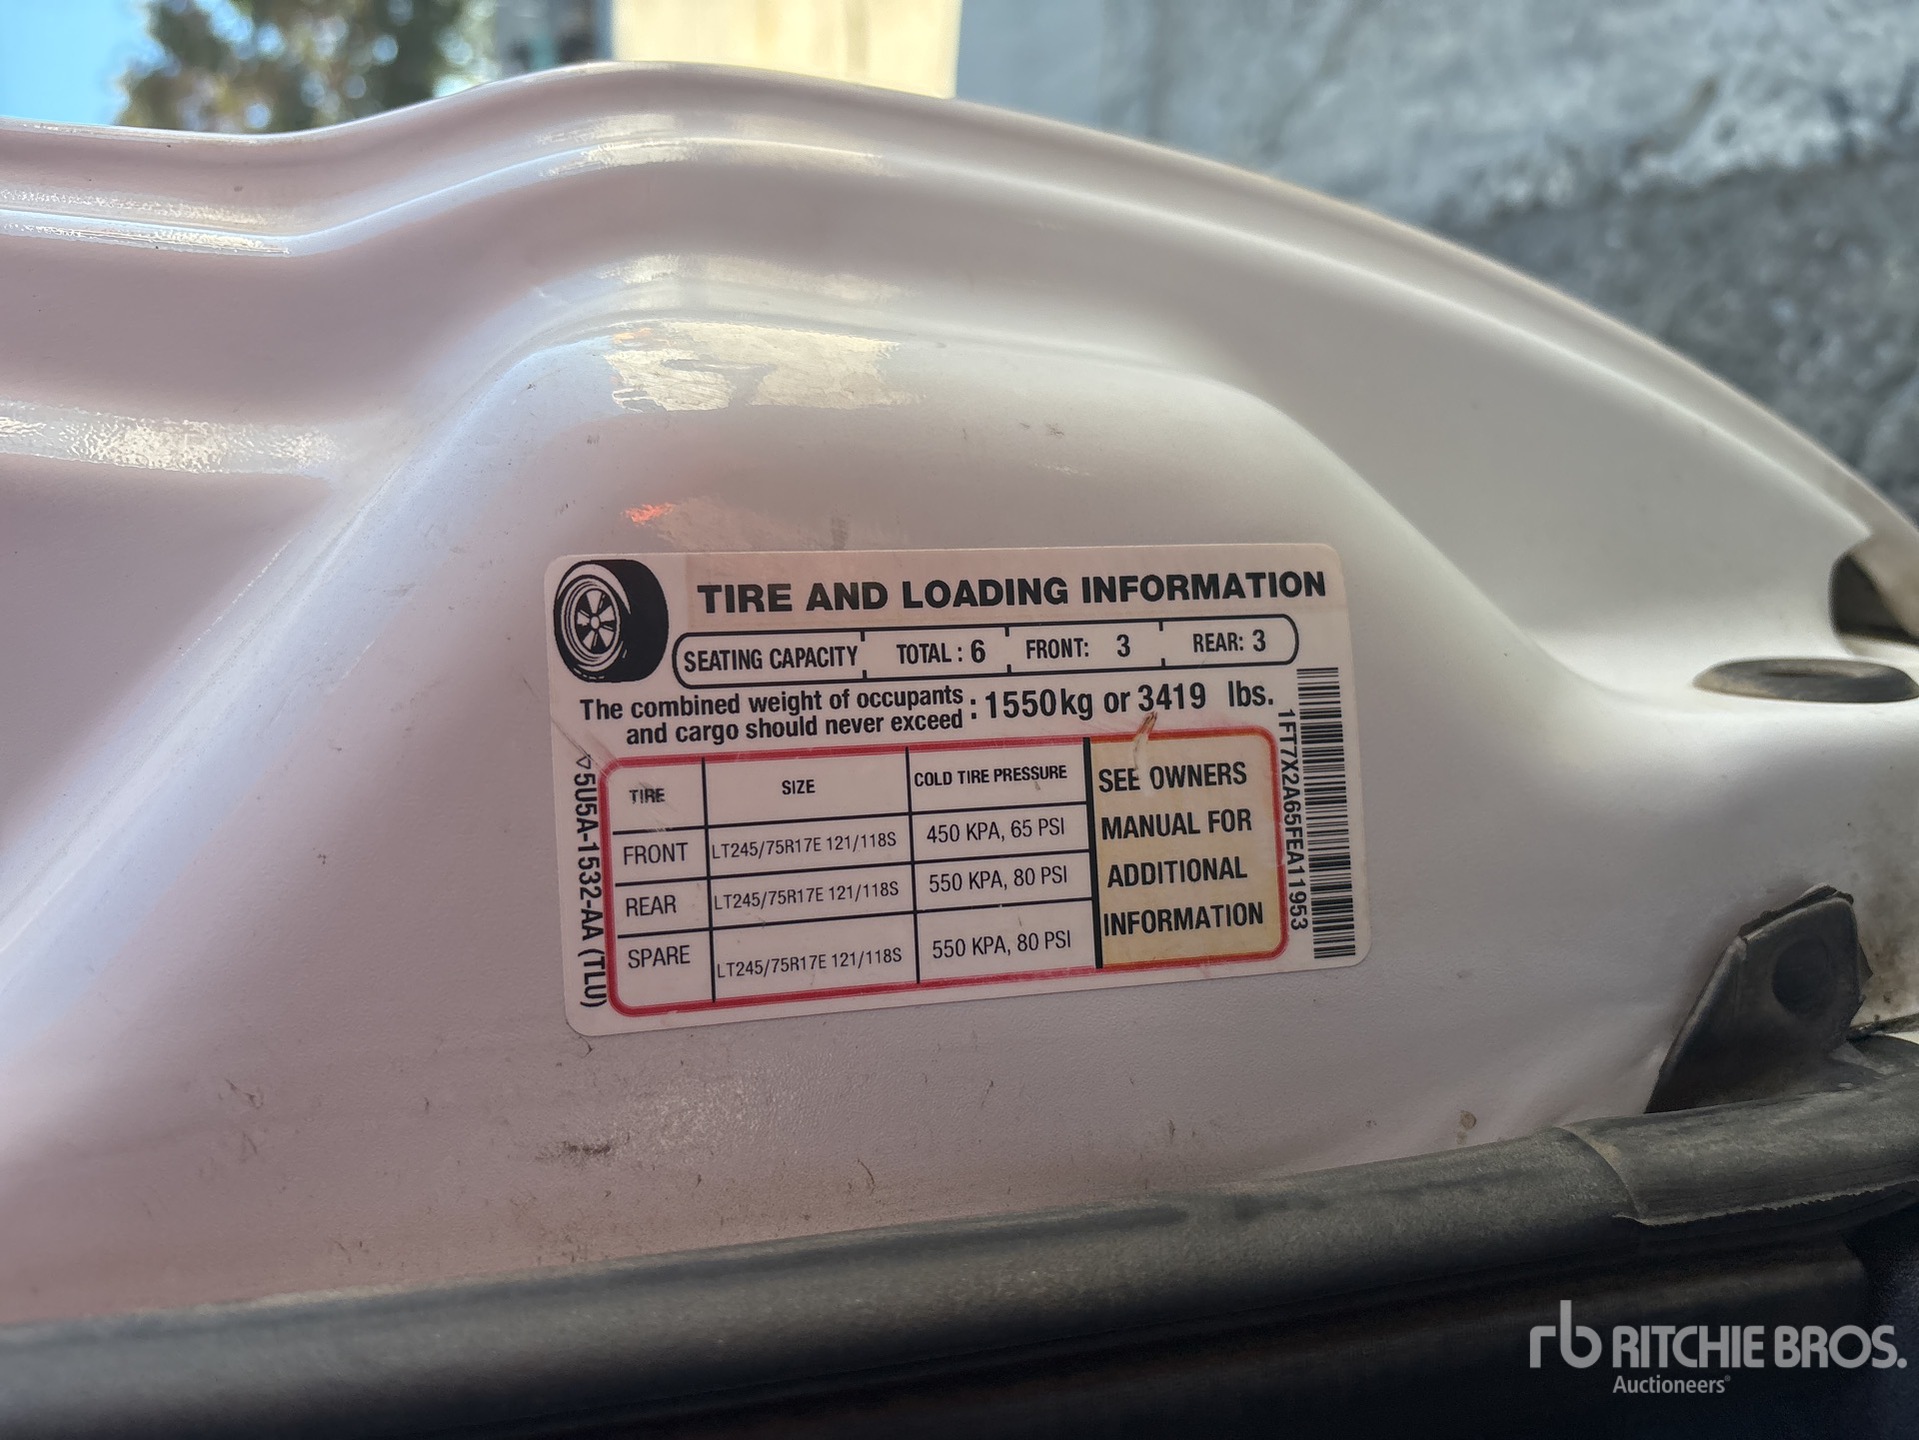 TIRE AND LOADING INFORMATION
SEATING CAPACITY TOTAL : 6 FRONT: 3 REAR: 3
The combined weight of occupants
and cargo should never exceed : 1550kg or 3419 lbs.
TIRE SIZE COLD TIRE PRESSURE
FRONT LT245/75R17E 121/118S 450 KPA, 65 PSI
REAR LT245/75R17E 121/118S 550 KPA, 80 PSI
SPARE LT245/75R17E 121/118S 550 KPA, 80 PSI
SEE OWNERS
MANUAL FOR
ADDITIONAL
INFORMATION
5U5A-1532-AA (TLU)
1FT7X2A65FEA11953
rb RITCHIE BROS.
Auctioneers®